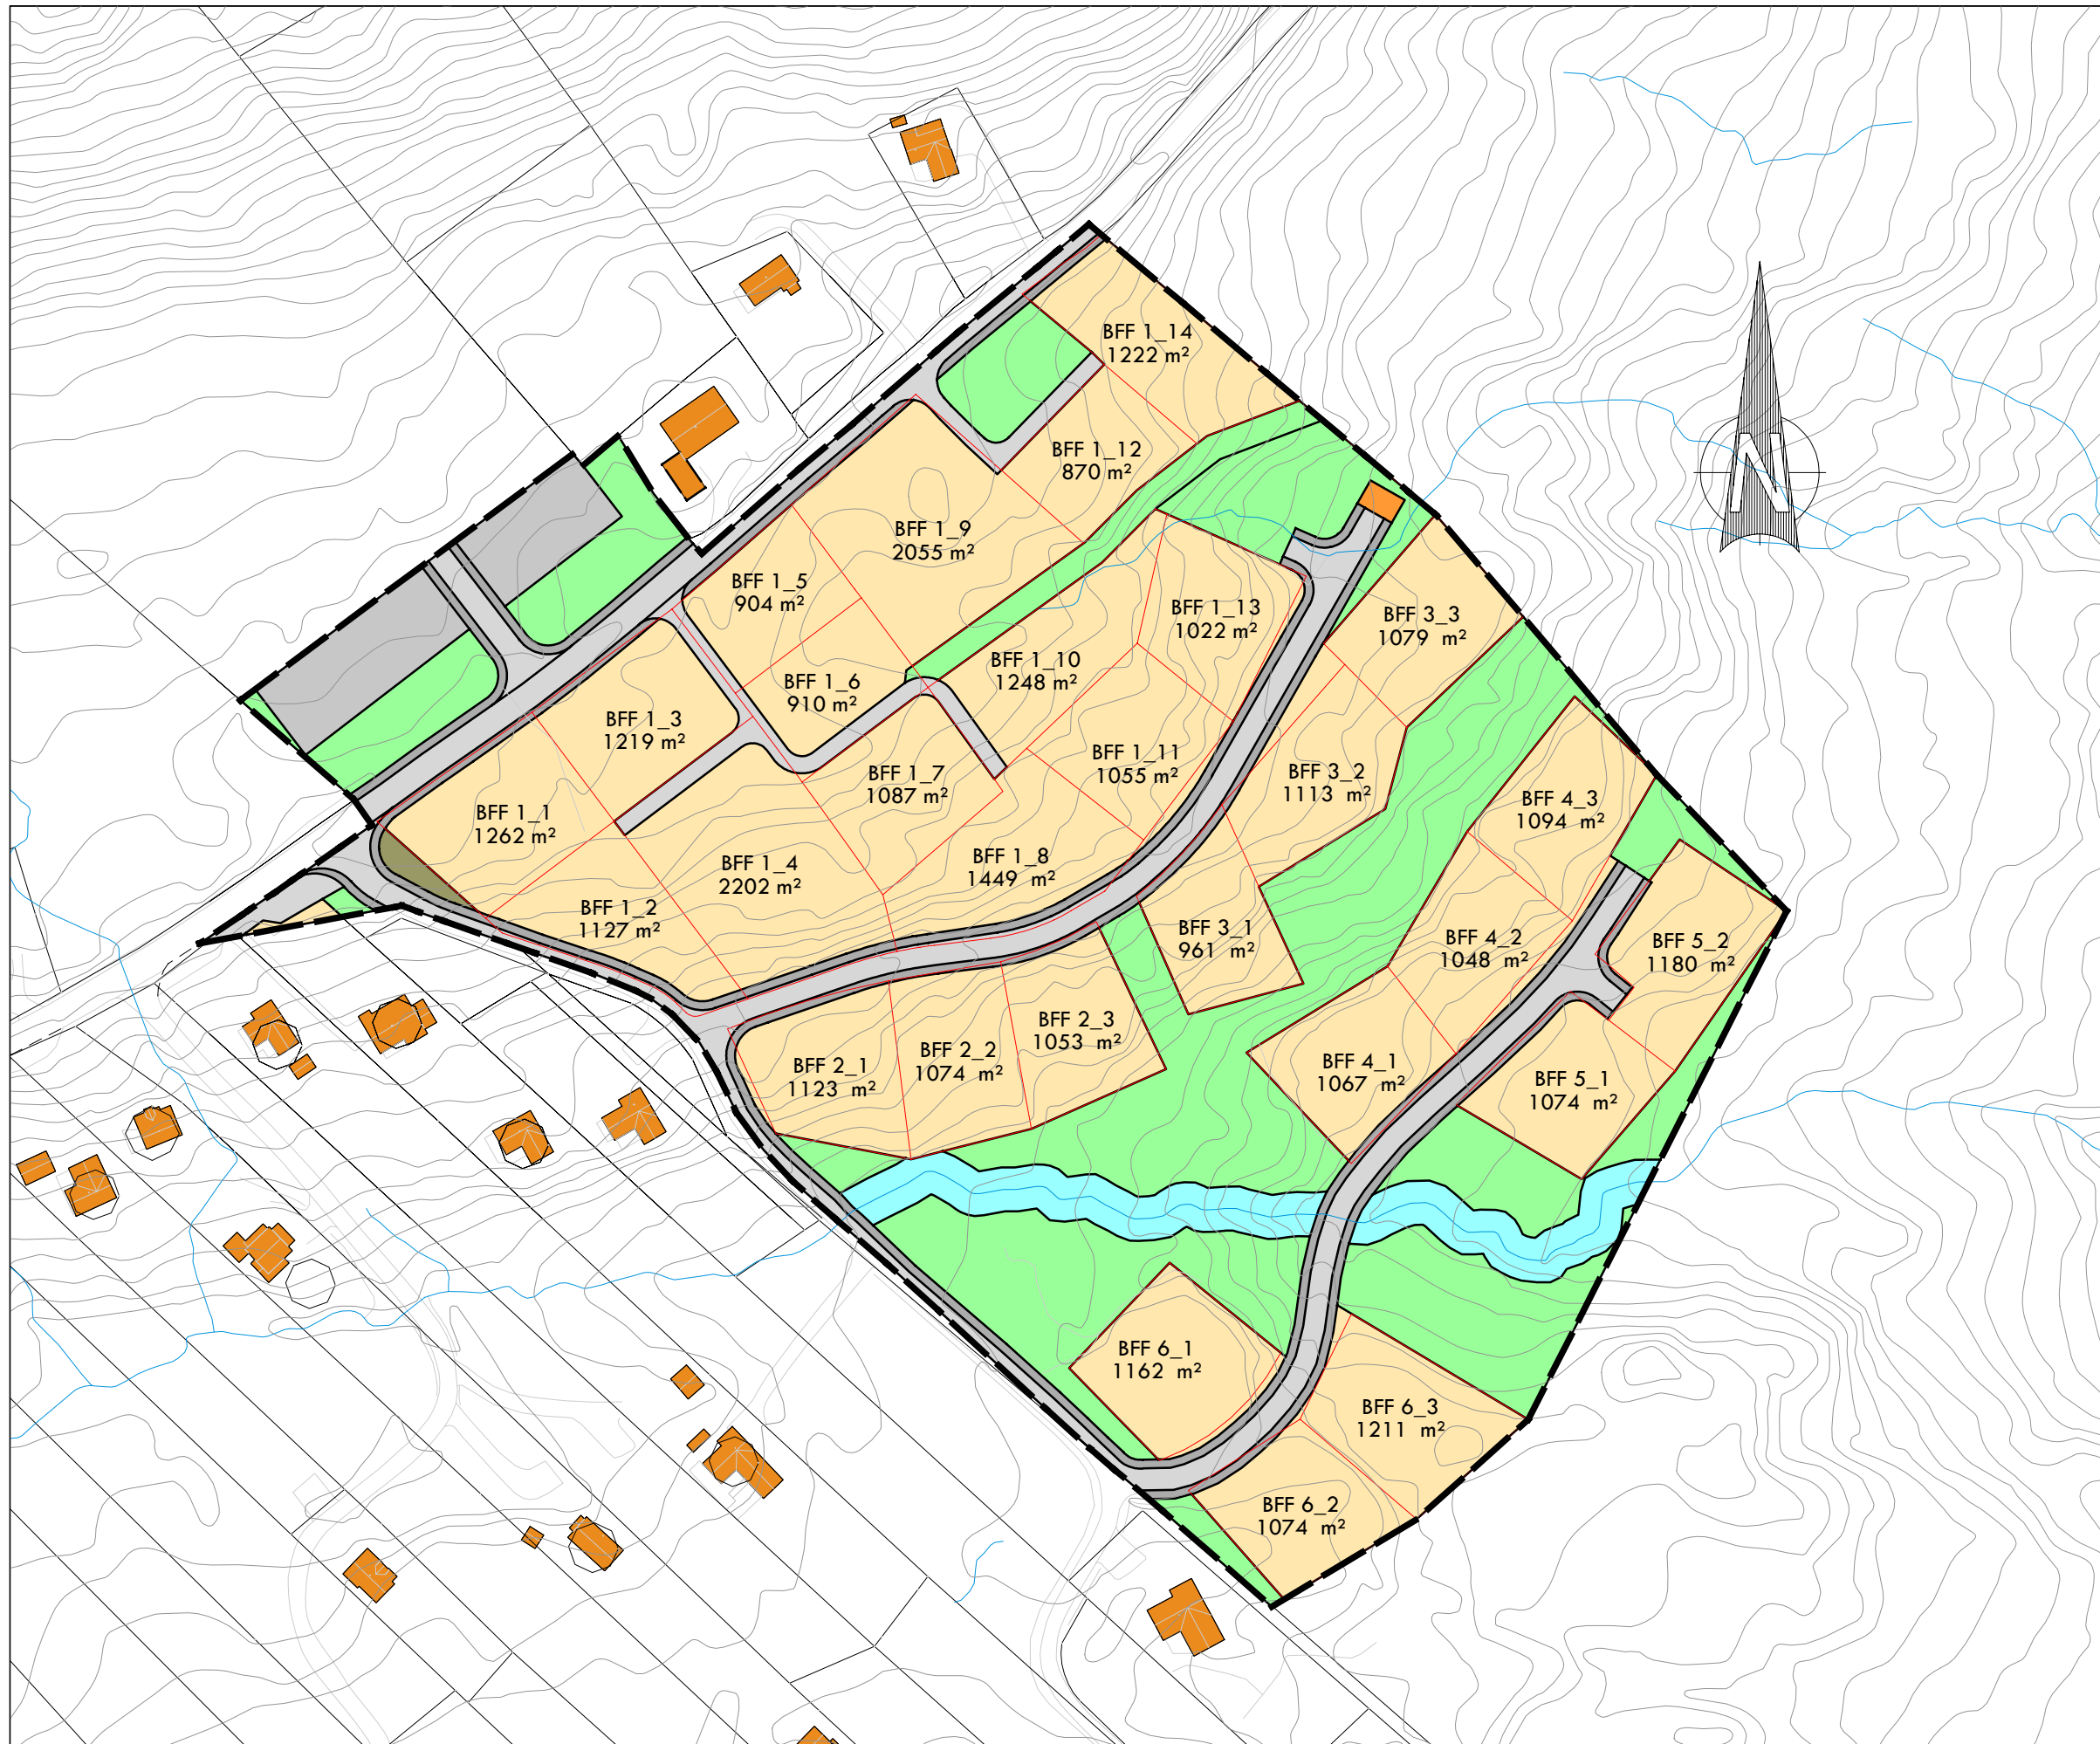 BFF 1_14
1222 m²
BFF 1_12
870 m²
BFF 1_9
2055 m²
BFF 1_5
904 m²
BFF 1_13
1022 m²
BFF 3_3
1079 m²
BFF 1_10
1248 m²
BFF 1_6
910 m²
BFF 1_3
1219 m²
BFF 1_11
1055 m²
BFF 1_7
1087 m²
BFF 3_2
1113 m²
BFF 4_3
1094 m²
BFF 1_1
1262 m²
BFF 1_8
1449 m²
BFF 1_4
2202 m²
BFF 1_2
1127 m²
BFF 3_1
961 m²
BFF 4_2
1048 m²
BFF 5_2
1180 m²
BFF 2_3
1053 m²
BFF 2_2
1074 m²
BFF 2_1
1123 m²
BFF 4_1
1067 m²
BFF 5_1
1074 m²
BFF 6_1
1162 m²
BFF 6_3
1211 m²
BFF 6_2
1074 m²
N